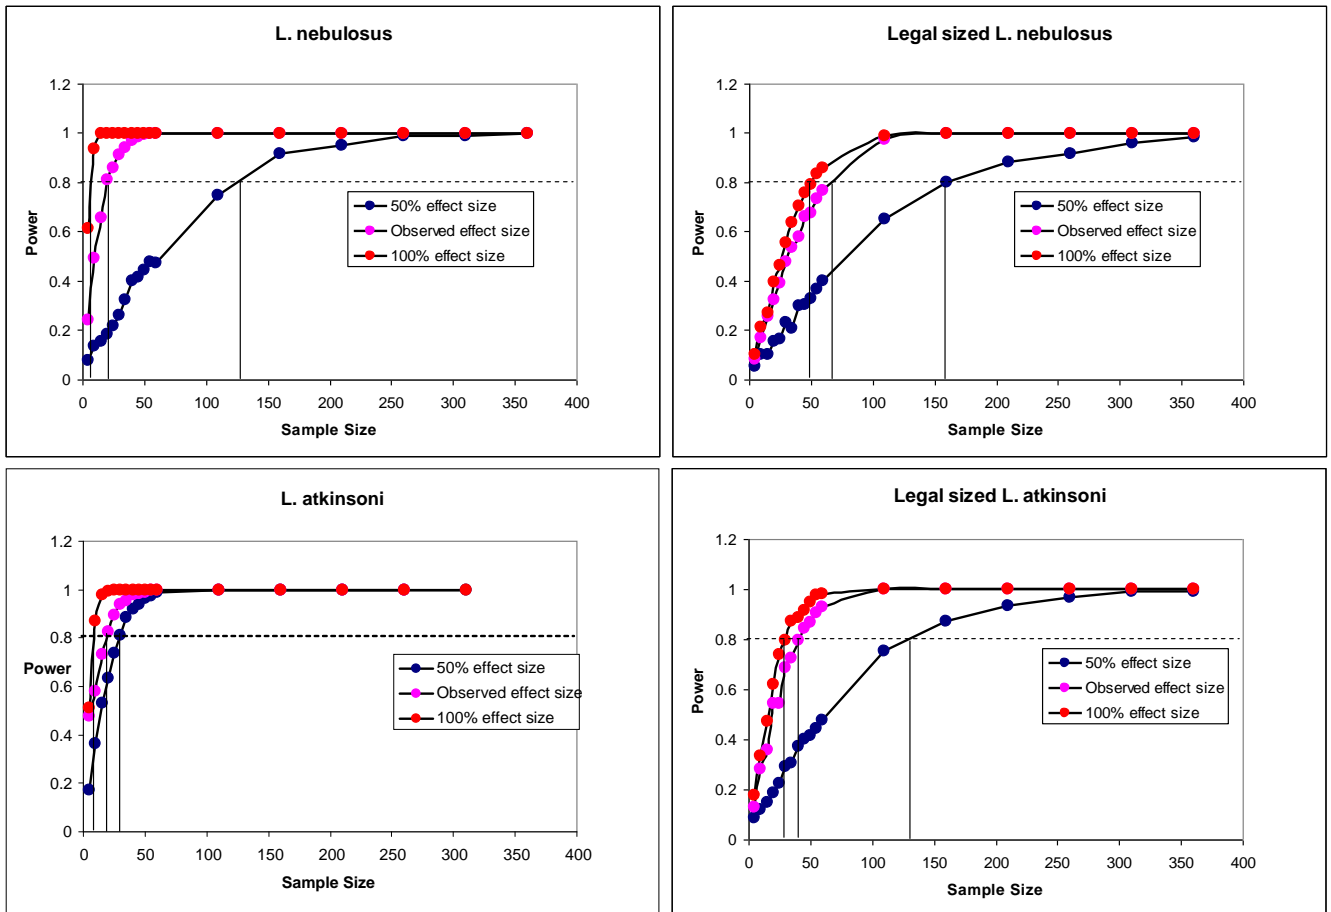 L. nebulosus
1.2
1
0.8
0.6
0.4
0.2
0
Power
50% effect size
Observed effect size
100% effect size
0 50 100 150 200 250 300 350 400
Sample Size
Legal sized L. nebulosus
1.2
1
0.8
0.6
0.4
0.2
0
Power
50% effect size
Observed effect size
100% effect size
0 50 100 150 200 250 300 350 400
Sample Size
L. atkinsoni
1.2
1
0.8
0.6
0.4
0.2
0
Power
50% effect size
Observed effect size
100% effect size
0 50 100 150 200 250 300 350 400
Sample Size
Legal sized L. atkinsoni
1.2
1
0.8
0.6
0.4
0.2
0
Power
50% effect size
Observed effect size
100% effect size
0 50 100 150 200 250 300 350 400
Sample Size